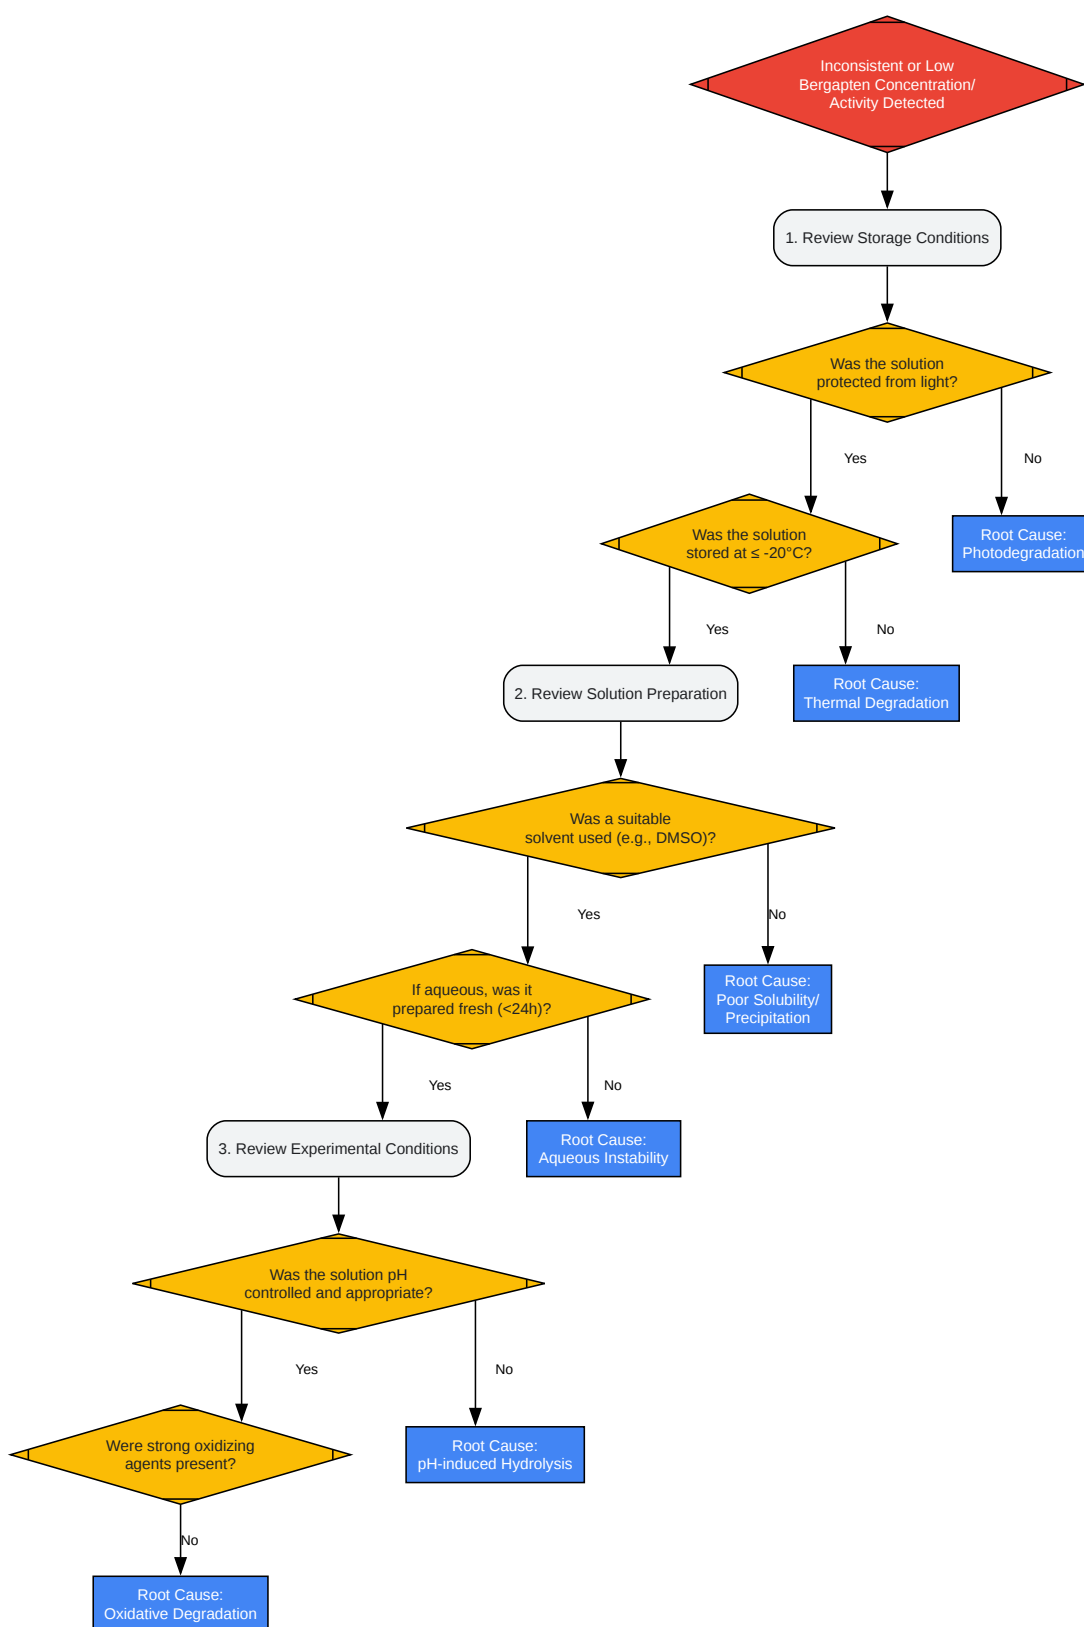 Inconsistent or Low
Bergapten Concentration/
Activity Detected
1. Review Storage Conditions
Was the solution
protected from light?
Yes
No
Was the solution
stored at ≤ -20°C?
Root Cause:
Photodegradation
Yes
No
2. Review Solution Preparation
Root Cause:
Thermal Degradation
Was a suitable
solvent used (e.g., DMSO)?
Yes
No
If aqueous, was it
prepared fresh (<24h)?
Root Cause:
Poor Solubility/
Precipitation
Yes
No
3. Review Experimental Conditions
Root Cause:
Aqueous Instability
Was the solution pH
controlled and appropriate?
Yes
No
Were strong oxidizing
agents present?
Root Cause:
pH-induced Hydrolysis
No
Root Cause:
Oxidative Degradation